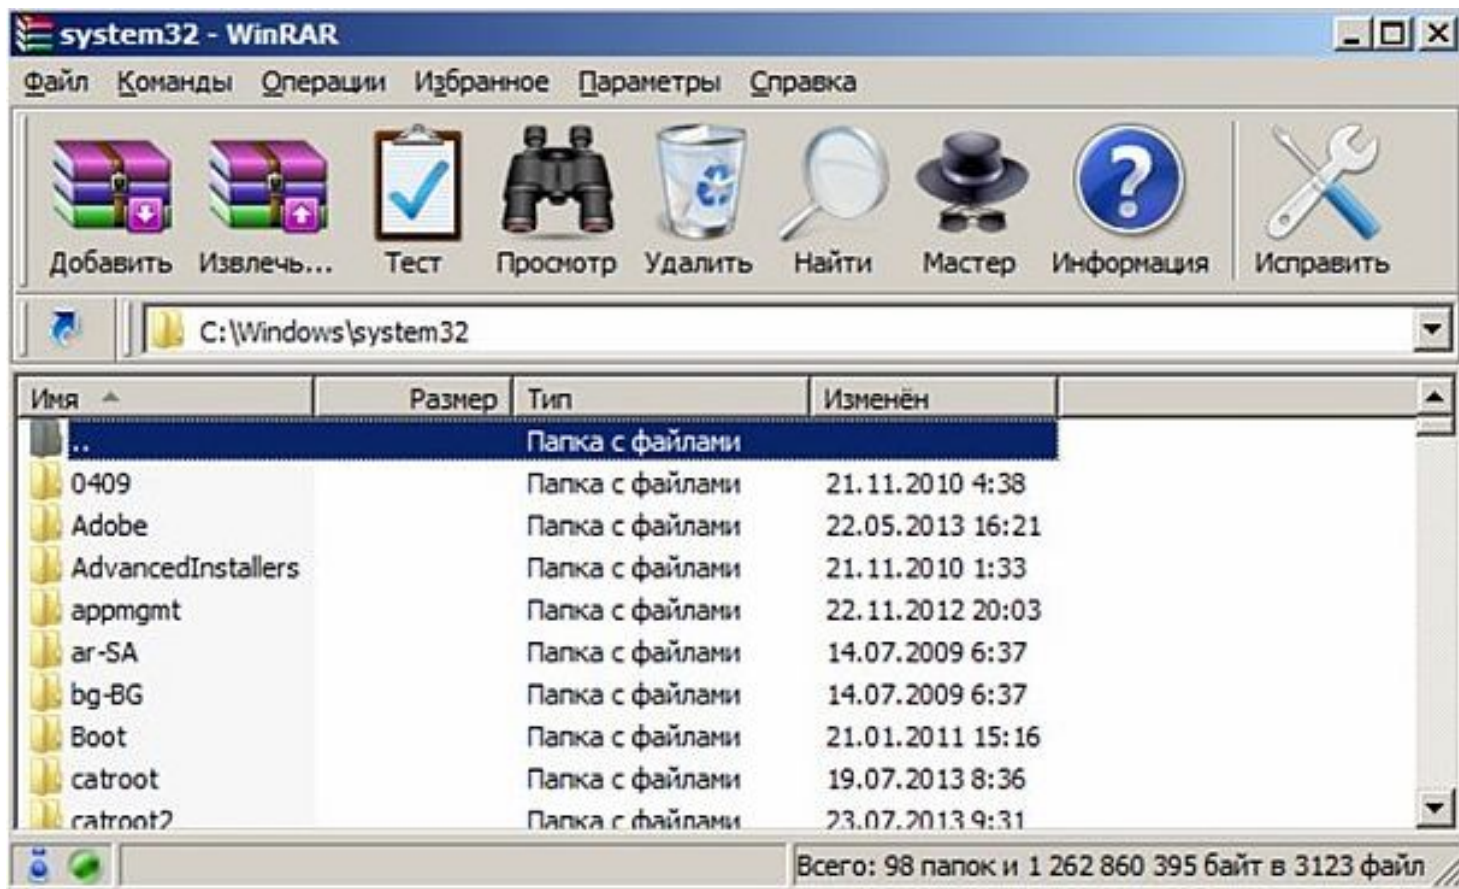 system32 - WinRAR
Файл Команды Операции Избранное Параметры Справка
Добавить Извлечь... Тест Просмотр Удалить Найти Мастер Информация Исправить
C:\Windows\system32
Имя Размер Тип Изменён
.. Папка с файлами
0409 Папка с файлами 21.11.2010 4:38
Adobe Папка с файлами 22.05.2013 16:21
AdvancedInstallers Папка с файлами 21.11.2010 1:33
appmgmt Папка с файлами 22.11.2012 20:03
ar-SA Папка с файлами 14.07.2009 6:37
bg-BG Папка с файлами 14.07.2009 6:37
Boot Папка с файлами 21.01.2011 15:16
catroot Папка с файлами 19.07.2013 8:36
catroot2 Папка с файлами 23.07.2013 9:31
Всего: 98 папок и 1 262 860 395 байт в 3123 файл